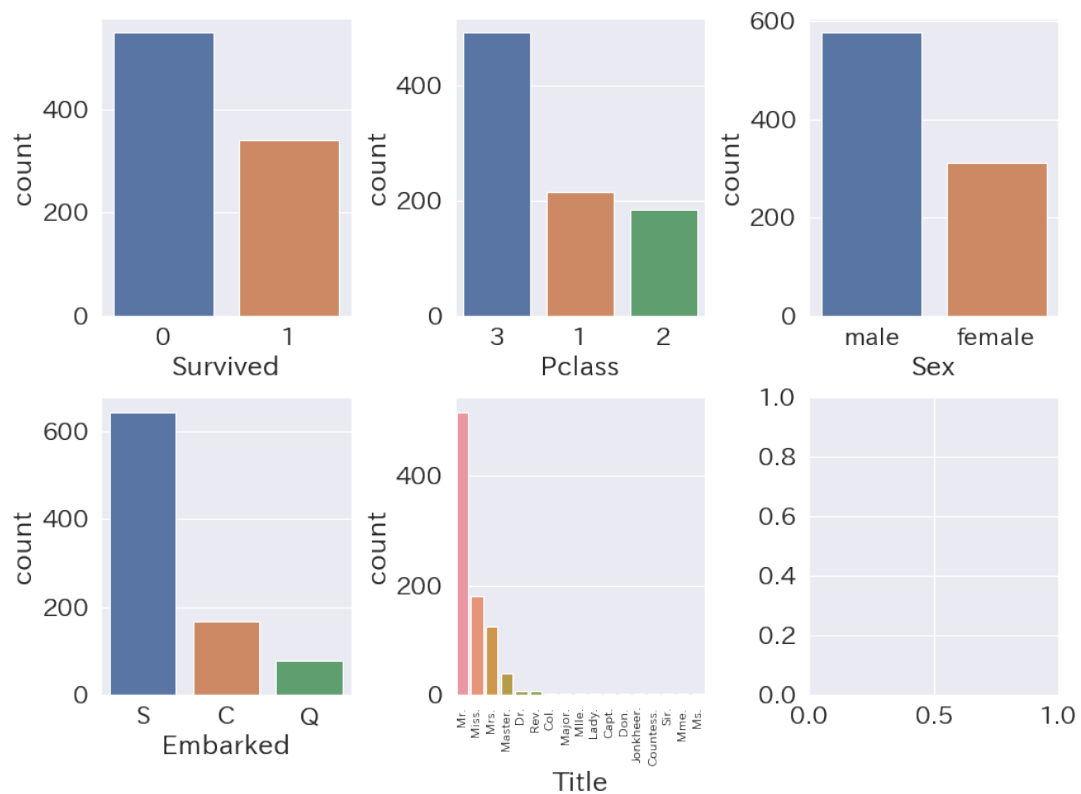 count
400
200
0
0 1
Survived
count
400
200
0
3 1 2
Pclass
count
600
400
200
0
male female
Sex
count
600
400
200
0
S C Q
Embarked
count
400
200
0
Mr. Miss. Mrs. Master. Dr. Rev. Col. Major. Mlle. Lady. Capt. Don. Jonkheer. Countess. Sir. Mme. Ms.
Title
1.0
0.8
0.6
0.4
0.2
0.0
0.0 0.5 1.0